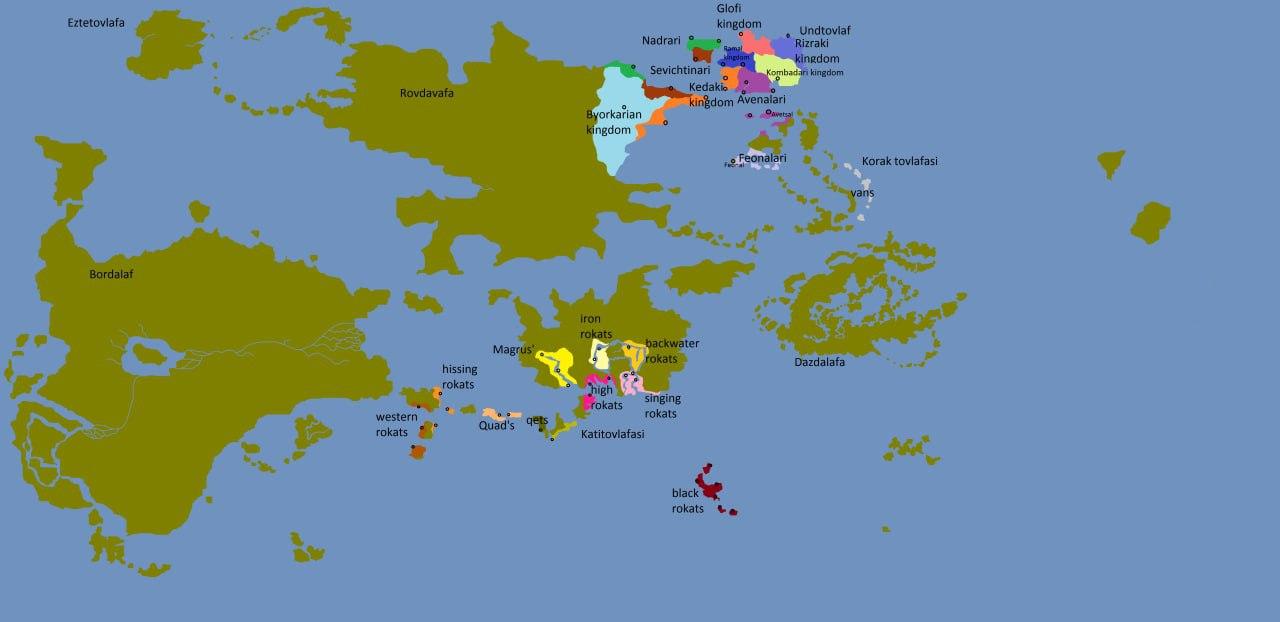 Eztetovlafa
Glofi
kingdom
Undtovlaf
Nadrari
Rizraki
kingdom
Ramal
kingdom
Sevichtinari
Kombadari kingdom
Rovdavafa
Kedaki
kingdom
Avenalari
Byorkarian
kingdom
Avetsal
Feonalari
Feonal
Korak tovlafasi
vans
Bordalaf
iron
rokats
Magrus'
backwater
rokats
Dazdalafa
hissing
rokats
high
rokats
singing
rokats
western
rokats
Quad's
qets
Katitovlafasi
black
rokats